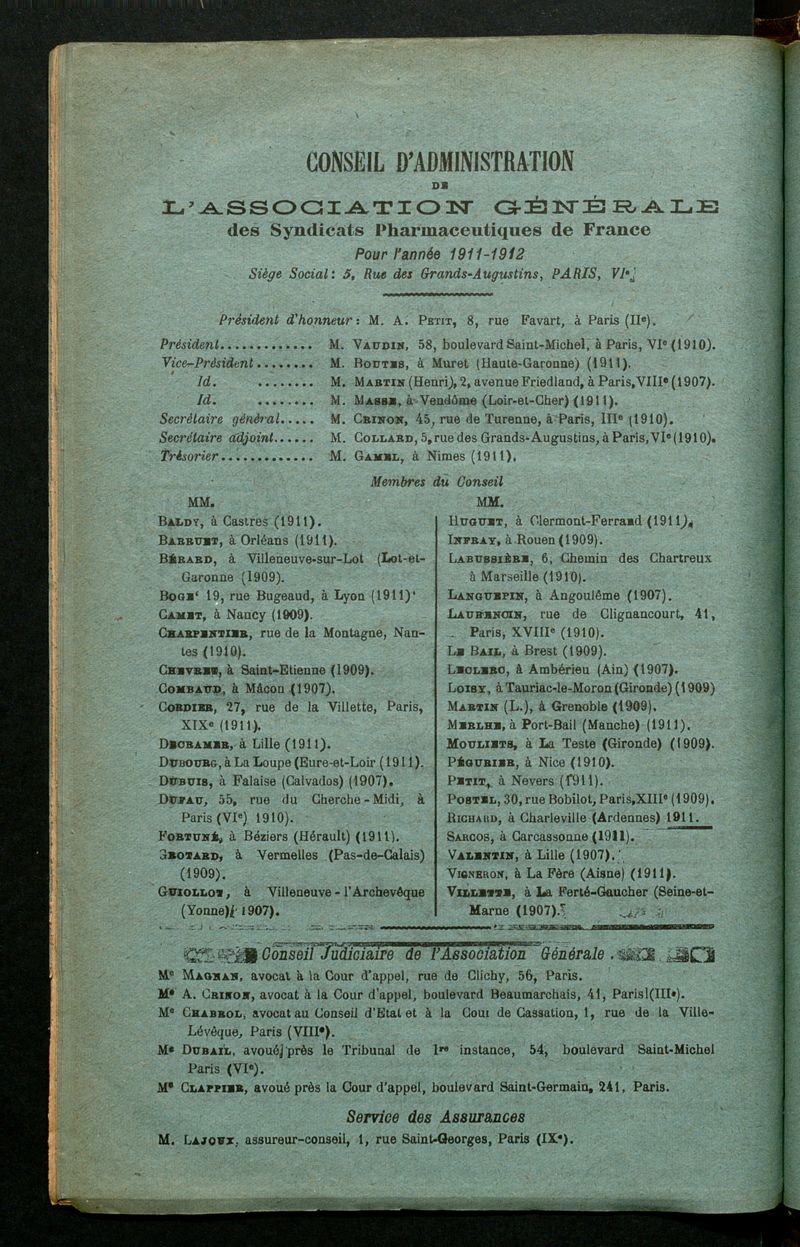 CONSEIL D'ADMINISTRATION
DE
L'ASSOCIATION GÉNÉRALE
des Syndicats Pharmaceutiques de France
Pour l'année 1911-1912
Siège Social : 5, Rue des Grands-Augustins, PARIS, VIe
Président d'honneur : M. A. PETIT, 8, rue Favart, à Paris (IIe).
Président............. M. VAUDIN, 58, boulevard Saint-Michel, à Paris, VIe (1910).
Vice-Président........ M. BOUTES, à Muret (Haute-Garonne) (1911).
Id. ........ M. MARTIN (Henri), 2, avenue Friedland, à Paris, VIIIe (1907).
Id. ........ M. MASSE, à Vendôme (Loir-et-Cher) (1911).
Secrétaire général..... M. CRINON, 45, rue de Turenne, à Paris, IIIe (1910).
Secrétaire adjoint...... M. COLLARD, 5, rue des Grands-Augustins, à Paris, VIe (1910).
Trésorier............. M. GAMEL, à Nimes (1911).
Membres du Conseil
MM.
BALDY, à Castres (1911).
BARRUET, à Orléans (1911).
BÉRARD, à Villeneuve-sur-Lot (Lot-et-
Garonne (1909).
BOGE' 19, rue Bugeaud, à Lyon (1911)'
CAMET, à Nancy (1909).
CHARPENTIER, rue de la Montagne, Nan-
tes (1910).
CHEVRET, à Saint-Etienne (1909).
COMBAUD, à Mâcon (1907).
CORDIER, 27, rue de la Villette, Paris,
XIXe (1911).
DECRAMER, à Lille (1911).
DUBOURG, à La Loupe (Eure-et-Loir (1911).
DUBUIS, à Falaise (Calvados) (1907).
DUFAU, 55, rue du Cherche-Midi, à
Paris (VIe) 1910).
FORTUNÉ, à Béziers (Hérault) (1911).
GROTARD, à Vermelles (Pas-de-Calais)
(1909).
GUIOLLOT, à Villeneuve-l'Archevêque
(Yonne) 1907).
MM.
HUGUET, à Clermont-Ferrand (1911).
INFRAY, à Rouen (1909).
LABUSSIÈRE, 6, Chemin des Chartreux
à Marseille (1910).
LANGUEPIN, à Angoulême (1907).
LAURENCIN, rue de Clignancourt, 41,
Paris, XVIIIe (1910).
LE BAIL, à Brest (1909).
LECLERC, à Ambérieu (Ain) (1907).
LOISY, à Tauriac-le-Moron (Gironde) (1909)
MARTIN (L.), à Grenoble (1909).
MERLHE, à Port-Bail (Manche) (1911).
MOULIETS, à La Teste (Gironde) (1909).
PÉGURIER, à Nice (1910).
PETIT, à Nevers (1911).
POSTEL, 30, rue Bobilot, Paris, XIIIe (1909).
RICHARD, à Charleville (Ardennes) 1911.
SARCOS, à Carcassonne (1911).
VALENTIN, à Lille (1907).
VIGNERON, à La Fère (Aisne) (1911).
VILLETTE, à La Ferté-Gaucher (Seine-et-
Marne (1907).
Conseil Judiciaire de l'Association Générale.
Me MAGNAN, avocat à la Cour d'appel, rue de Clichy, 56, Paris.
Me A. CRINON, avocat à la Cour d'appel, boulevard Beaumarchais, 41, Paris (IIIe).
Me CHABROL, avocat au Conseil d'Etat et à la Cour de Cassation, 1, rue de la Ville-
Lévêque, Paris (VIIIe).
Me DUBAIL, avoué près le Tribunal de 1re instance, 54, boulevard Saint-Michel
Paris (VIe).
Me CLAPPIER, avoué près la Cour d'appel, boulevard Saint-Germain, 241, Paris.
Service des Assurances
M. LAJOUX, assureur-conseil, 1, rue Saint-Georges, Paris (IXe).